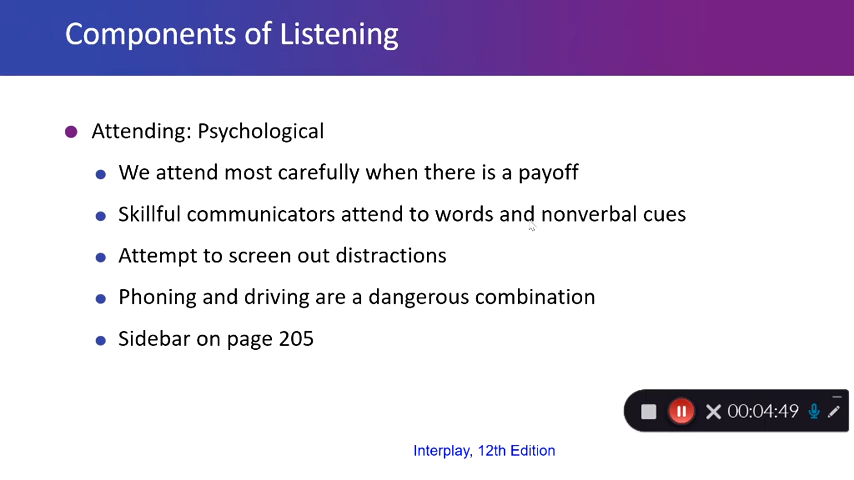 Components of Listening
Attending: Psychological
We attend most carefully when there is a payoff
Skillful communicators attend to words and nonverbal cues
Attempt to screen out distractions
Phoning and driving are a dangerous combination
Sidebar on page 205
00:04:49
Interplay, 12th Edition